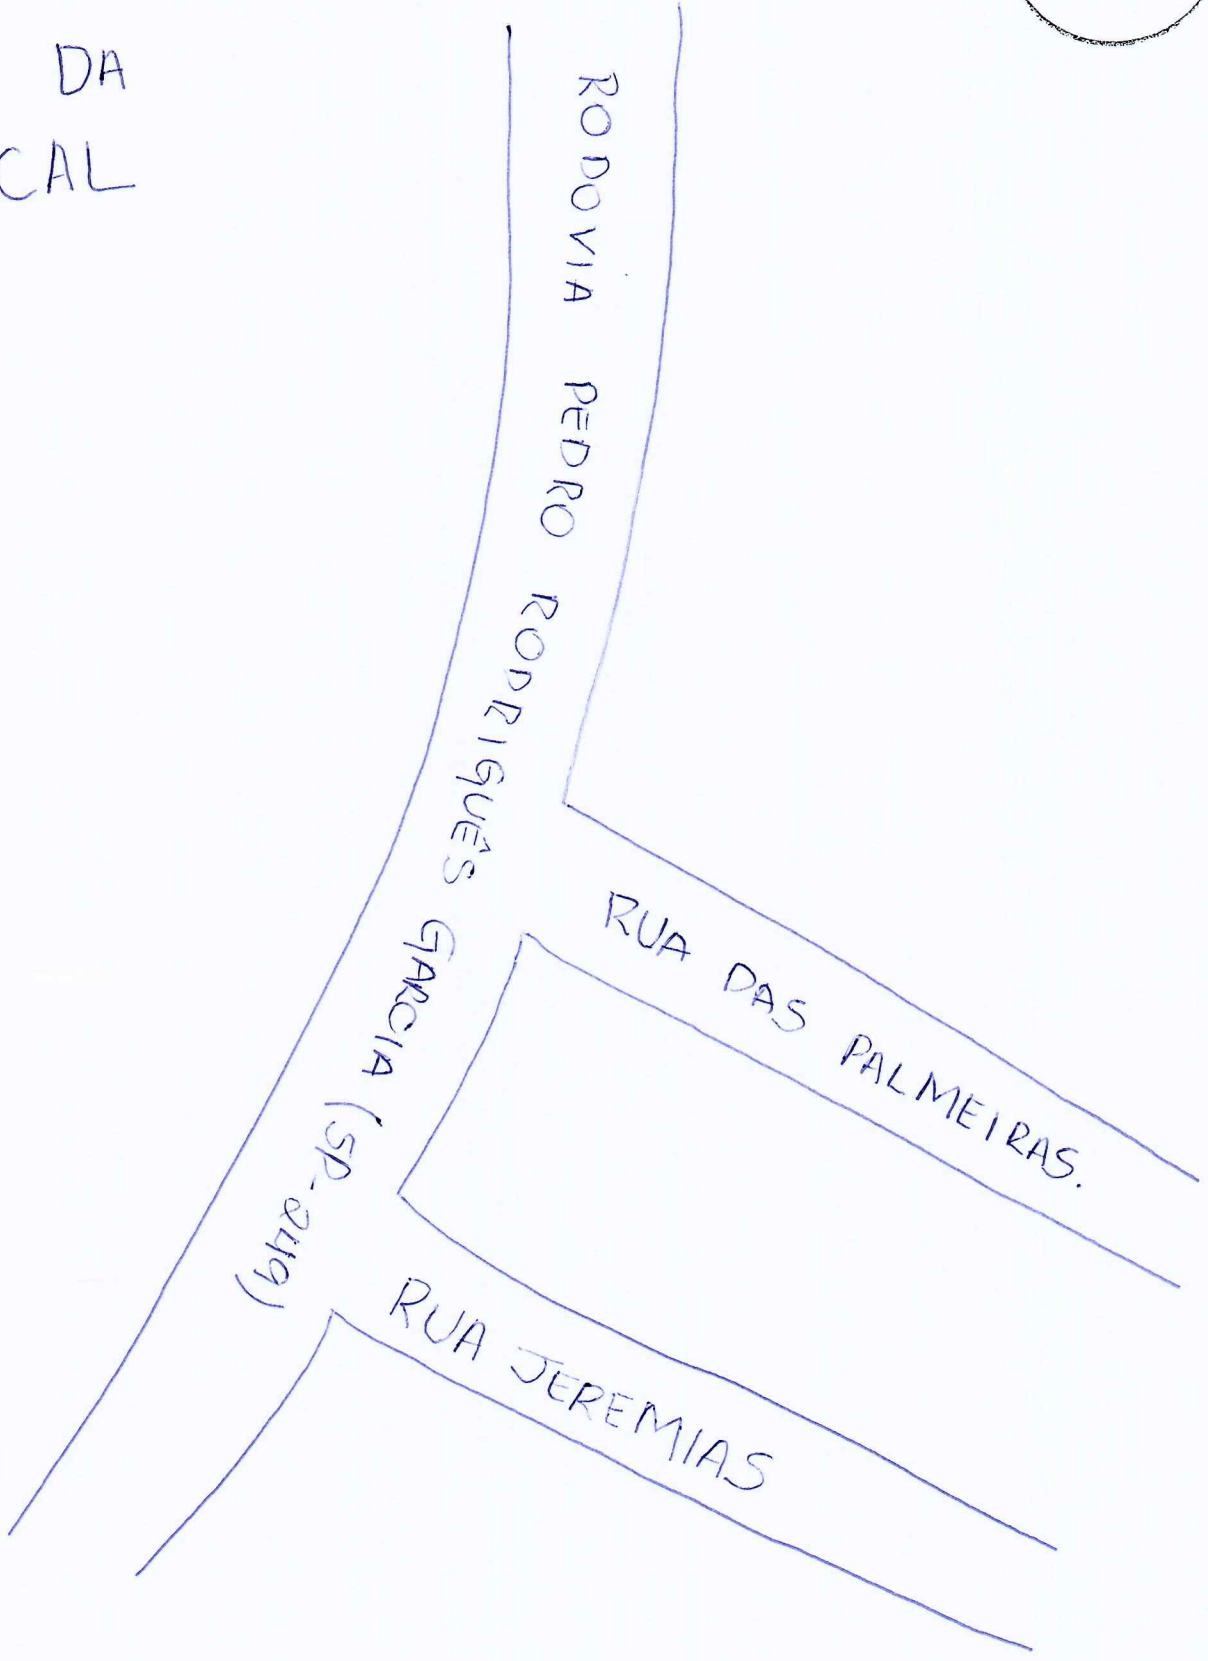 DA
CAL
RODOVIA PEDRO RODRIGUÊS GARCIA (SP-249)
RUA DAS PALMEIRAS.
RUA JEREMIAS